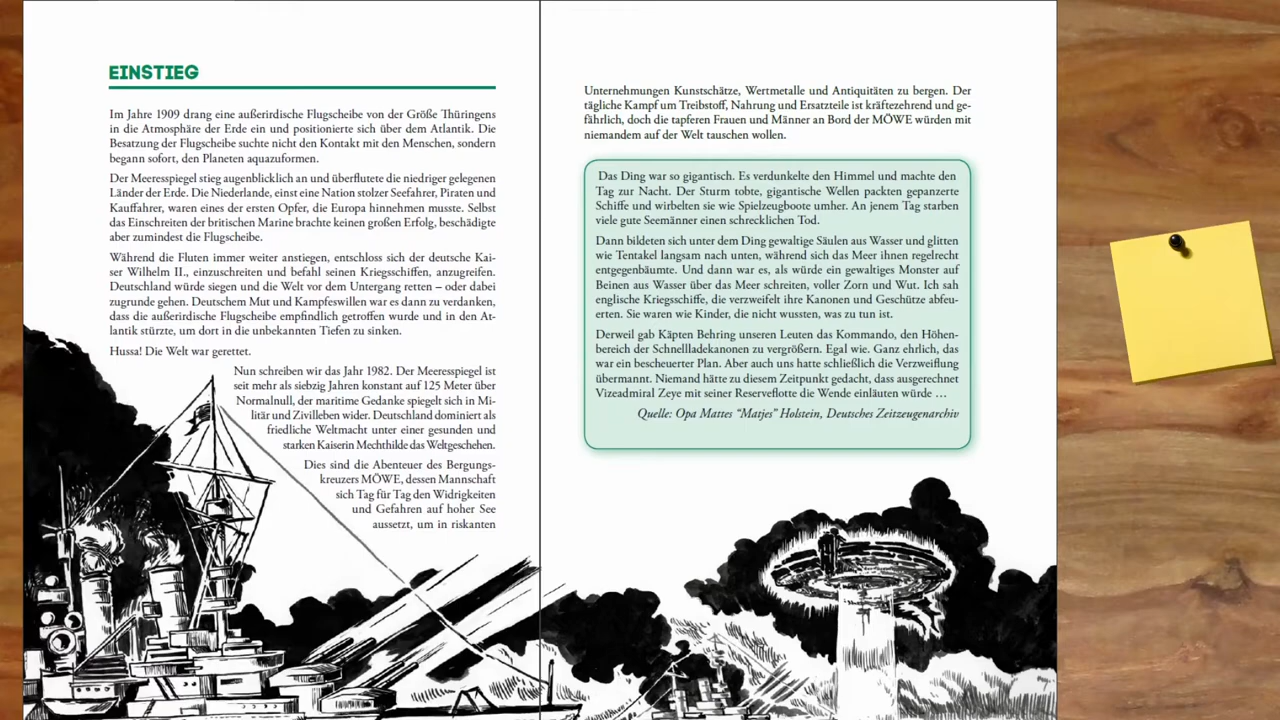 EINSTIEG
Im Jahre 1909 drang eine außerirdische Flugscheibe von der Größe Thüringens
in die Atmosphäre der Erde ein und positionierte sich über dem Atlantik. Die
Besatzung der Flugscheibe suchte nicht den Kontakt mit den Menschen, sondern
begann sofort, den Planeten aquazuformen.
Der Meeresspiegel stieg augenblicklich an und überflutete die niedriger gelegenen
Länder der Erde. Die Niederlande, einst eine Nation stolzer Seefahrer, Piraten und
Kauffahrer, waren eines der ersten Opfer, die Europa hinnehmen musste. Selbst
das Einschreiten der britischen Marine brachte keinen großen Erfolg, beschädigte
aber zumindest die Flugscheibe.
Während die Fluten immer weiter anstiegen, entschloss sich der deutsche Kai-
ser Wilhelm II., einzuschreiten und befahl seinen Kriegsschiffen, anzugreifen.
Deutschland würde siegen und die Welt vor dem Untergang retten – oder dabei
zugrunde gehen. Deutschem Mut und Kampfeswillen war es dann zu verdanken,
dass die außerirdische Flugscheibe empfindlich getroffen wurde und in den At-
lantik stürzte, um dort in die unbekannten Tiefen zu sinken.
Hussa! Die Welt war gerettet.
Nun schreiben wir das Jahr 1982. Der Meeresspiegel ist
seit mehr als siebzig Jahren konstant auf 125 Meter über
Normalnull, der maritime Gedanke spiegelt sich in Mi-
litär und Zivilleben wider. Deutschland dominiert als
friedliche Weltmacht unter einer gesunden und
starken Kaiserin Mechthilde das Weltgeschehen.
Dies sind die Abenteuer des Bergungs-
kreuzers MÖWE, dessen Mannschaft
sich Tag für Tag den Widrigkeiten
und Gefahren auf hoher See
aussetzt, um in riskanten
Unternehmungen Kunstschätze, Wertmetalle und Antiquitäten zu bergen. Der
tägliche Kampf um Treibstoff, Nahrung und Ersatzteile ist kräftezehrend und ge-
fährlich, doch die tapferen Frauen und Männer an Bord der MÖWE würden mit
niemandem auf der Welt tauschen wollen.
Das Ding war so gigantisch. Es verdunkelte den Himmel und machte den
Tag zur Nacht. Der Sturm tobte, gigantische Wellen packten gepanzerte
Schiffe und wirbelten sie wie Spielzeugboote umher. An jenem Tag starben
viele gute Seemänner einen schrecklichen Tod.
Dann bildeten sich unter dem Ding gewaltige Säulen aus Wasser und glitten
wie Tentakel langsam nach unten, während sich das Meer ihnen regelrecht
entgegenbäumte. Und dann war es, als würde ein gewaltiges Monster auf
Beinen aus Wasser über das Meer schreiten, voller Zorn und Wut. Ich sah
englische Kriegsschiffe, die verzweifelt ihre Kanonen und Geschütze abfeu-
erten. Sie waren wie Kinder, die nicht wussten, was zu tun ist.
Derweil gab Käpten Behring unseren Leuten das Kommando, den Höhen-
bereich der Schnellladekanonen zu vergrößern. Egal wie. Ganz ehrlich, das
war ein bescheuerter Plan. Aber auch uns hatte schließlich die Verzweiflung
übermannt. Niemand hätte zu diesem Zeitpunkt gedacht, dass ausgerechnet
Vizeadmiral Zeye mit seiner Reserveflotte die Wende einläuten würde …
Quelle: Opa Mattes “Matjes” Holstein, Deutsches Zeitzeugenarchiv